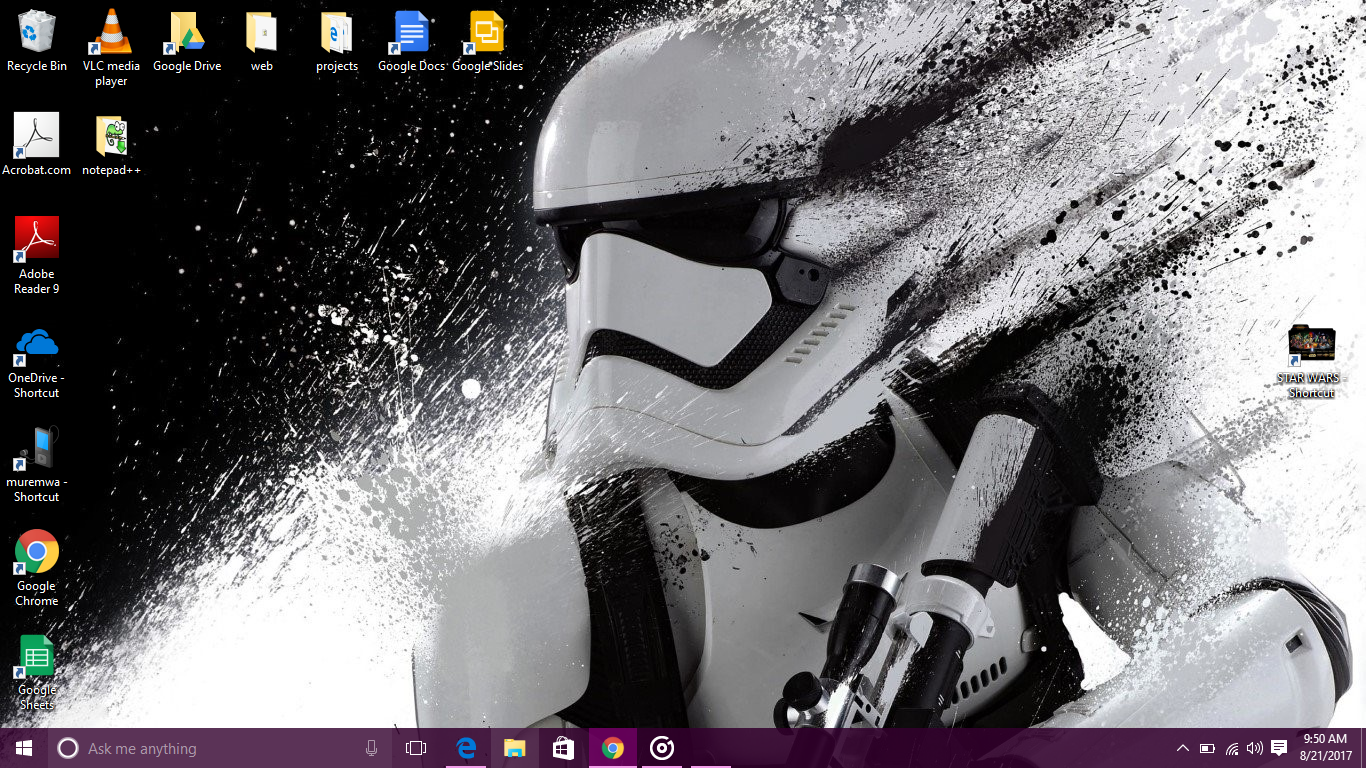 Recycle Bin
VLC media
player
Google Drive
web
projects
Google Docs
Google Slides
Acrobat.com
notepad++
Adobe
Reader 9
OneDrive -
Shortcut
STAR WARS -
Shortcut
muremwa -
Shortcut
Google
Chrome
Google
Sheets
Ask me anything
9:50 AM
8/21/2017